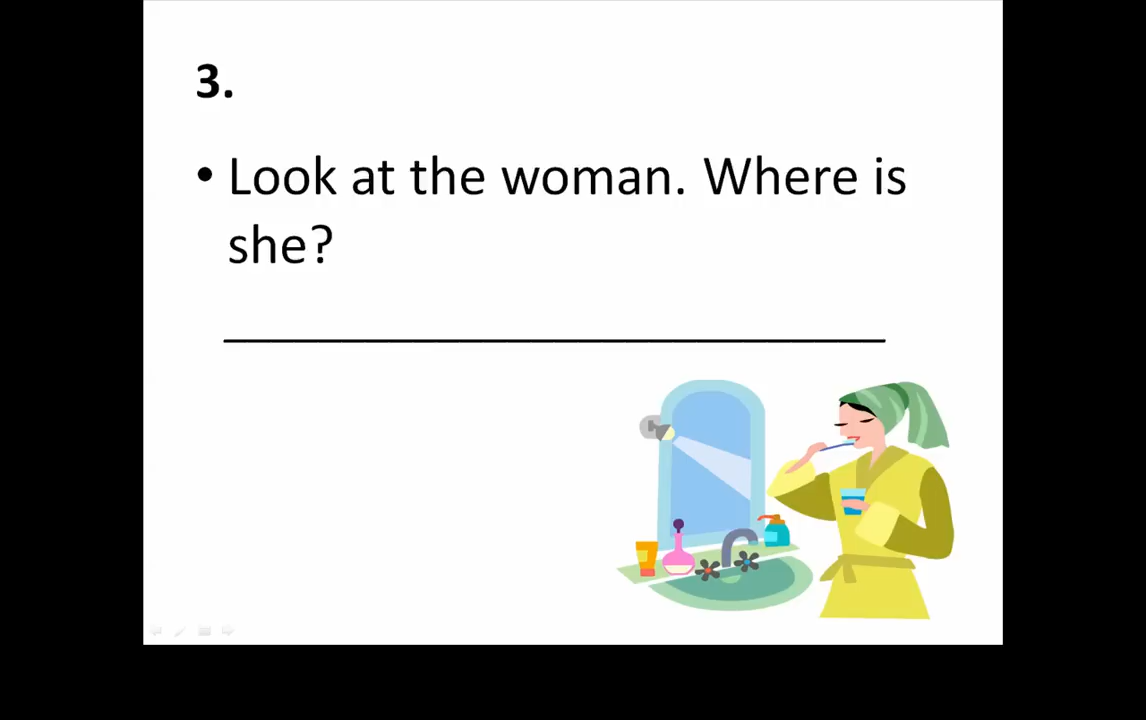 3.
• Look at the woman. Where is
she?